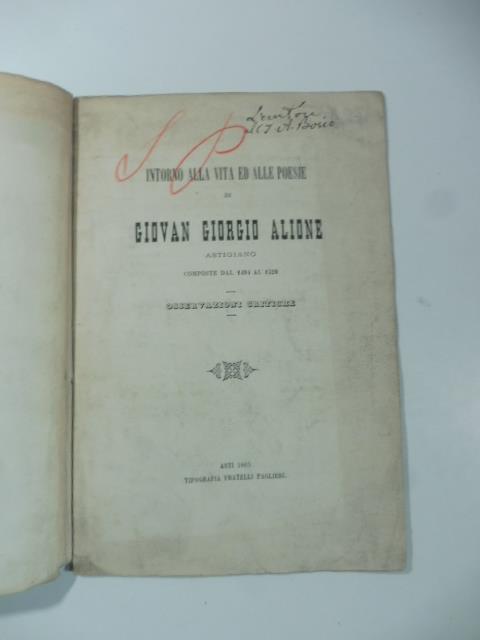 S P
L'autore
INTORNO ALLA VITA ED ALLE POESIE
DI
GIOVAN GIORGIO ALIONE
ASTIGIANO
COMPOSTE DAL 1494 AL 1520
OSSERVAZIONI CRITICHE
ASTI 1865
TIPOGRAFIA FRATELLI PAGLIERI.